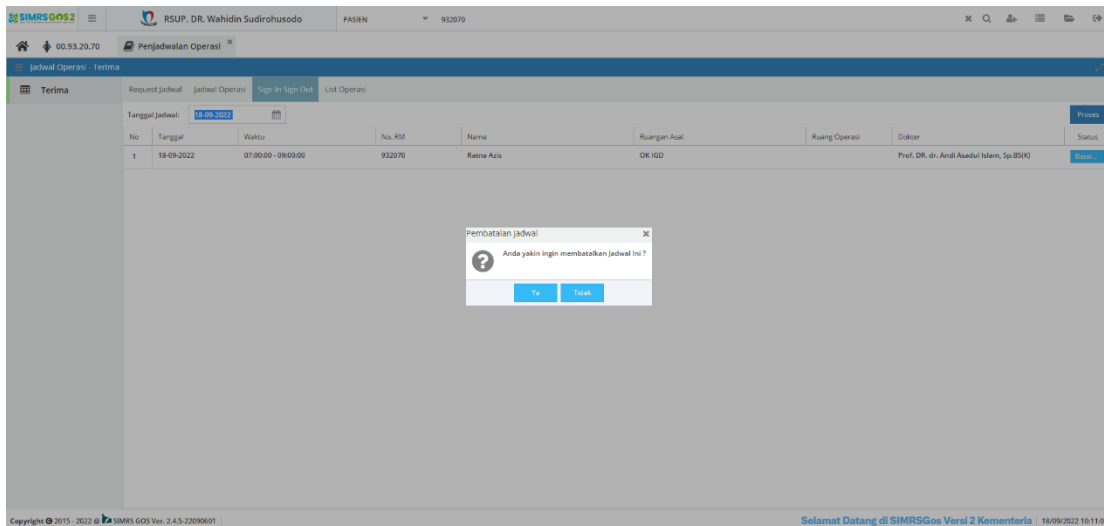 SIMRSGOS2 RSUP. DR. Wahidin Sudirohusodo PASIEN 932070
00.93.20.70 Penjadwalan Operasi
Jadwal Operasi - Terima
Terima Request Jadwal Jadwal Operasi Sign In Sign Out List Operasi
Tanggal Jadwal: 18-09-2022 Proses
No Tanggal Waktu No. RM Nama Ruangan Asal Ruang Operasi Dokter Status
1 18-09-2022 07:00:00 - 09:00:00 932070 Ratna Azis OK IGD Prof. DR. dr. Andi Asadul Islam, Sp.BS(K) Batal...
Pembatalan Jadwal
Anda yakin ingin membatalkan Jadwal Ini ?
Ya Tidak
Copyright © 2015 - 2022 @ SIMRS GOS Ver. 2.4.5-22090601 Selamat Datang di SIMRSGos Versi 2 Kementeria 18/09/2022 10:11:0